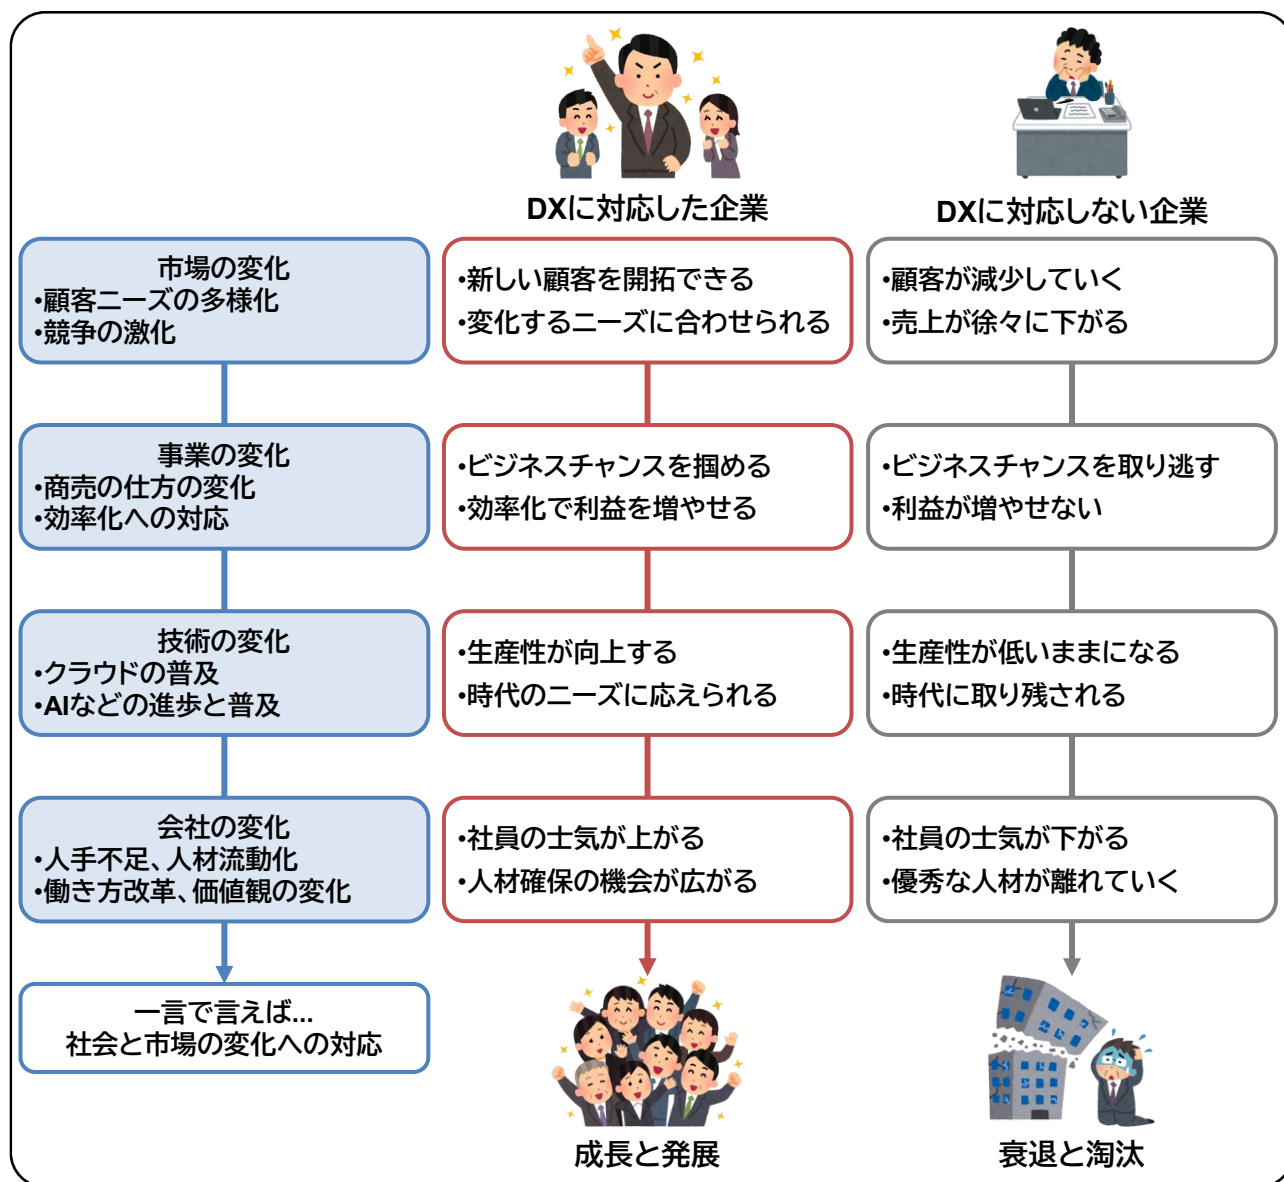 DXに対応した企業
DXに対応しない企業
市場の変化
・顧客ニーズの多様化
・競争の激化
・新しい顧客を開拓できる
・変化するニーズに合わせられる
・顧客が減少していく
・売上が徐々に下がる
事業の変化
・商売の仕方の変化
・効率化への対応
・ビジネスチャンスを掴める
・効率化で利益を増やせる
・ビジネスチャンスを取り逃す
・利益が増やせない
技術の変化
・クラウドの普及
・AIなどの進歩と普及
・生産性が向上する
・時代のニーズに応えられる
・生産性が低いままになる
・時代に取り残される
会社の変化
・人手不足、人材流動化
・働き方改革、価値観の変化
・社員の士気が上がる
・人材確保の機会が広がる
・社員の士気が下がる
・優秀な人材が離れていく
一言で言えば...
社会と市場の変化への対応
成長と発展
衰退と淘汰